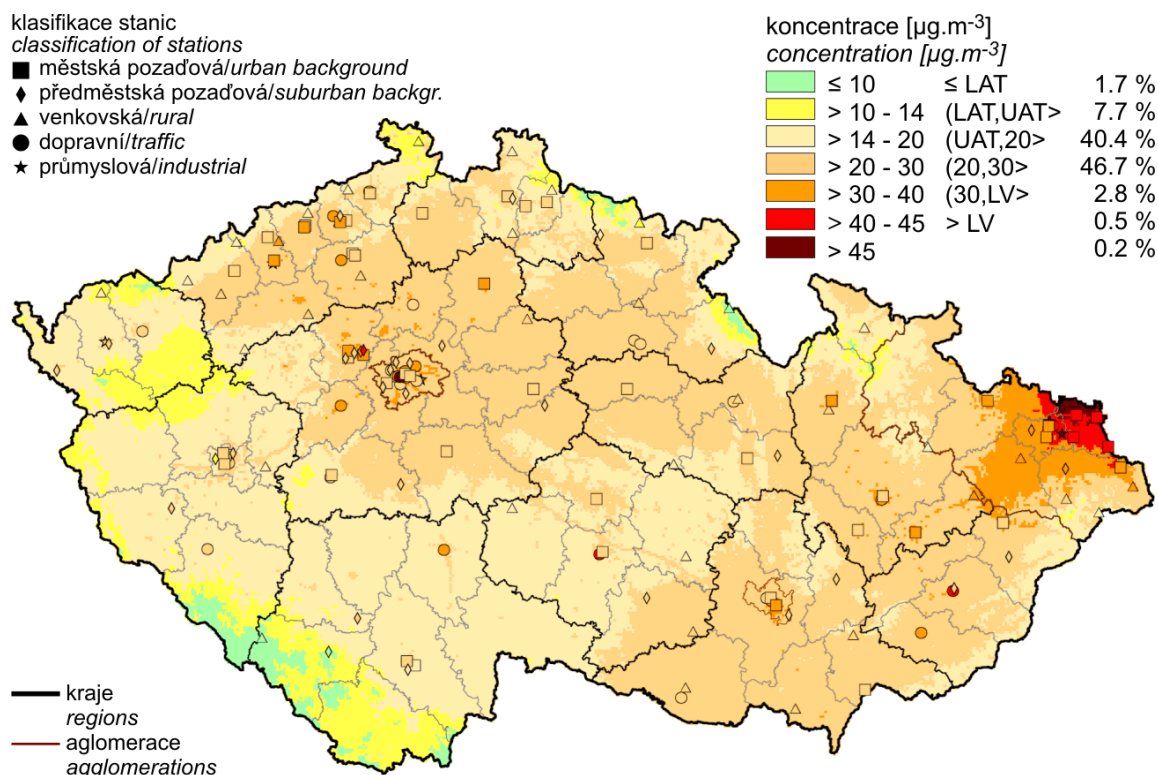 klasifikace stanic
classification of stations
městská pozaďová/urban background
předměstská pozaďová/suburban backgr.
venkovská/rural
dopravní/traffic
průmyslová/industrial
koncentrace [µg.m-3]
concentration [µg.m-3]
≤ 10 ≤ LAT 1.7 %
> 10 - 14 (LAT,UAT> 7.7 %
> 14 - 20 (UAT,20> 40.4 %
> 20 - 30 (20,30> 46.7 %
> 30 - 40 (30,LV> 2.8 %
> 40 - 45 > LV 0.5 %
> 45 0.2 %
kraje
regions
aglomerace
agglomerations